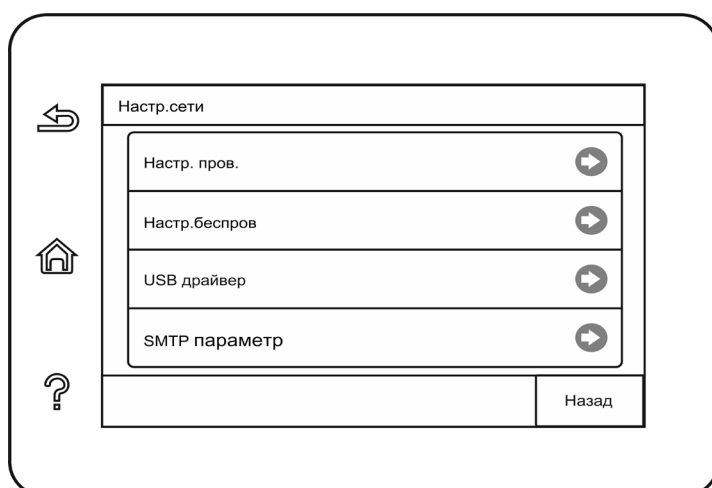 Настр.сети
Настр. пров.
Настр.беспров
USB драйвер
SMTP параметр
Назад